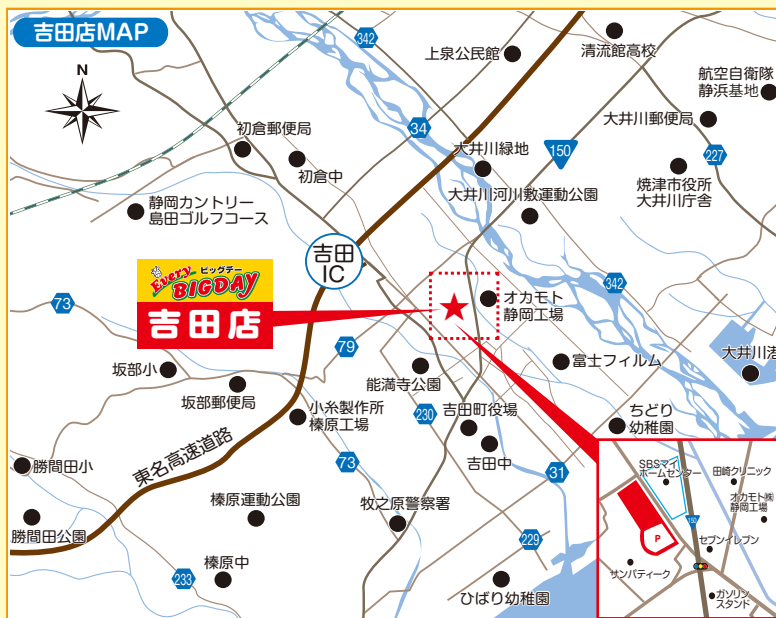 吉田店MAP
N
342
上泉公民館
清流館高校
航空自衛隊
静浜基地
34
初倉郵便局
初倉中
大井川緑地
150
大井川郵便局
227
大井川河川敷運動公園
焼津市役所
大井川庁舎
静岡カントリー
島田ゴルフコース
吉田
IC
Every
ビッグデー
BIGDAY
吉田店
73
オカモト
静岡工場
342
79
坂部小
坂部郵便局
能満寺公園
富士フィルム
大井川港
小糸製作所
榛原工場
230
吉田町役場
ちどり
幼稚園
東名高速道路
吉田中
勝間田小
73
31
榛原運動公園
牧之原警察署
勝間田公園
229
榛原中
233
ひばり幼稚園
SBSマイ
ホームセンター
田崎クリニック
オカモト㈱
静岡工場
150
P
セブンイレブン
サンパティーク
ガソリン
スタンド